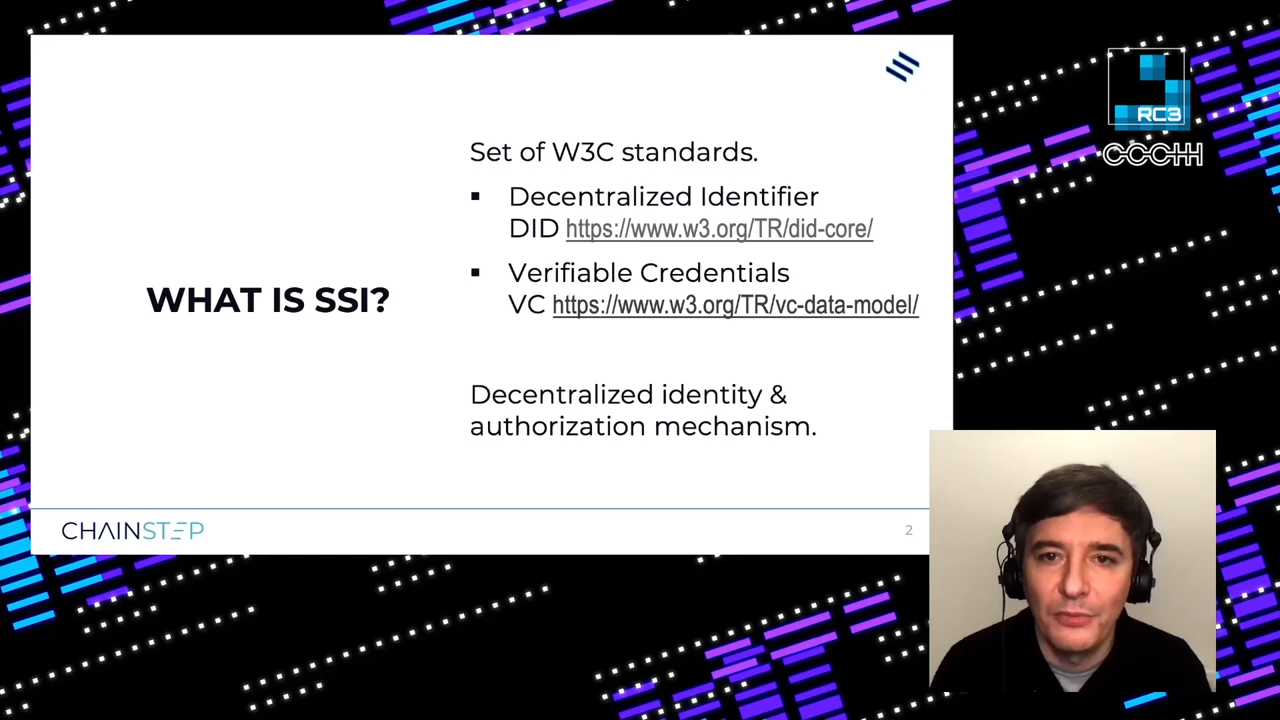 RC3
CCCHH
Set of W3C standards.
▪ Decentralized Identifier
DID https://www.w3.org/TR/did-core/
▪ Verifiable Credentials
VC https://www.w3.org/TR/vc-data-model/
WHAT IS SSI?
Decentralized identity &
authorization mechanism.
CHAINSTEP
2